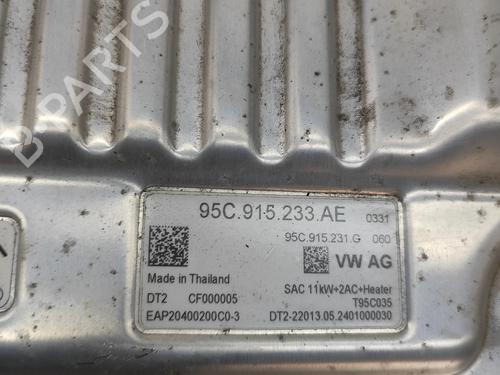 B PARTS
95C.915.233.AE 0331
95C.915.231.G 060
VW AG
Made in Thailand
SAC 11kW+2AC+Heater
DT2 CF000005 T95C035
EAP20400200C0-3 DT2-22013.05.2401000030